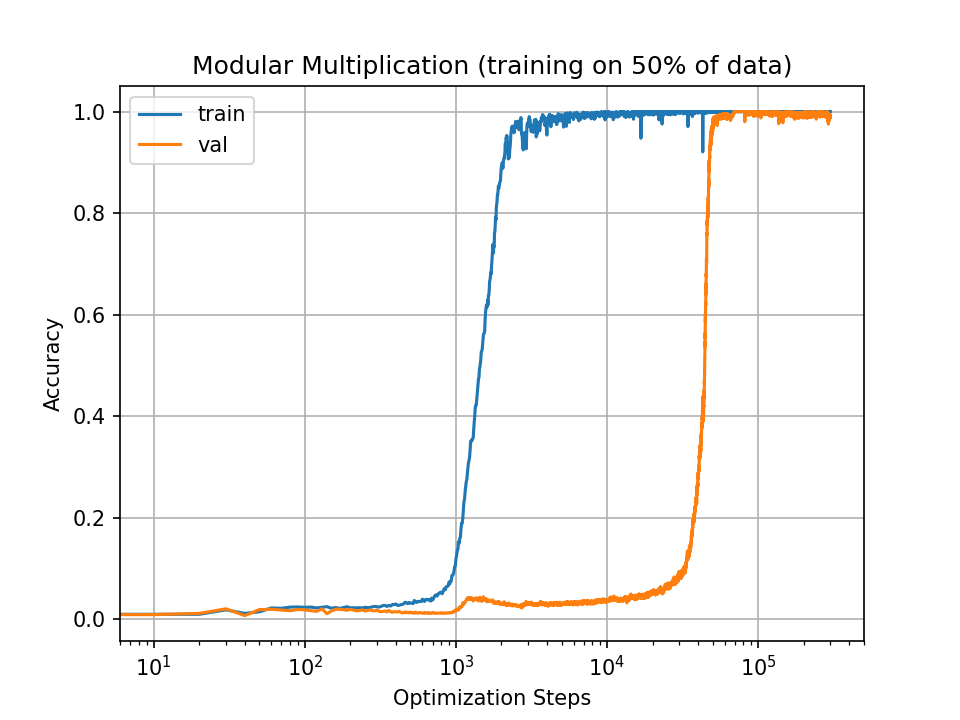 Modular Multiplication (training on 50% of data)
train
val
1.0
0.8
0.6
0.4
0.2
0.0
Accuracy
10¹ 10² 10³ 10⁴ 10⁵
Optimization Steps